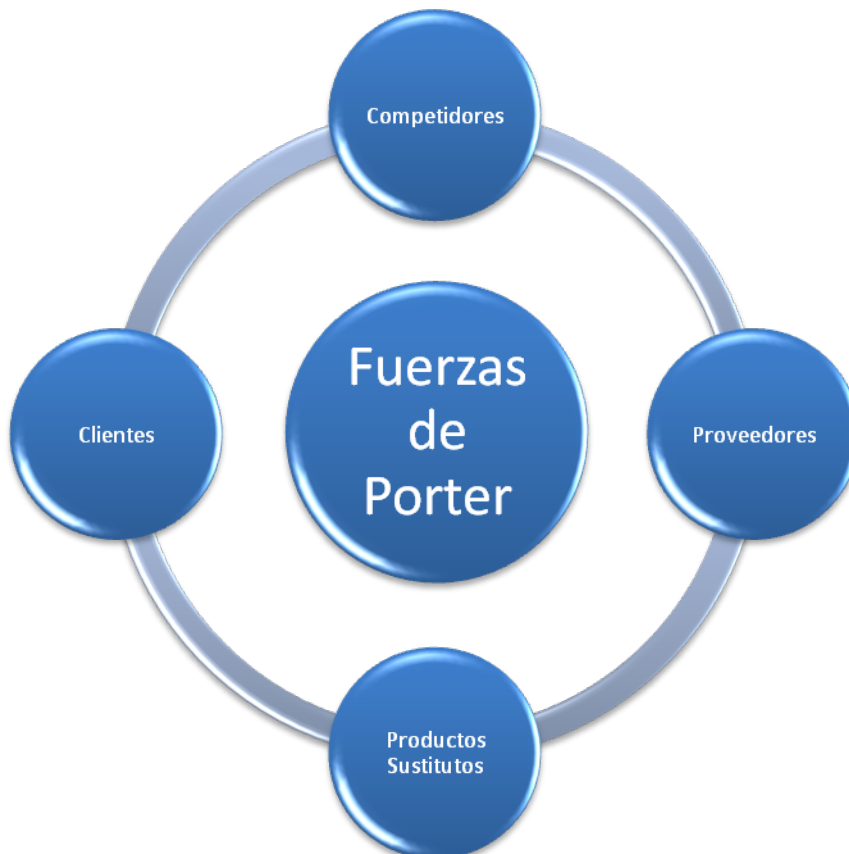 Competidores
Clientes
Fuerzas
de
Porter
Proveedores
Productos
Sustitutos